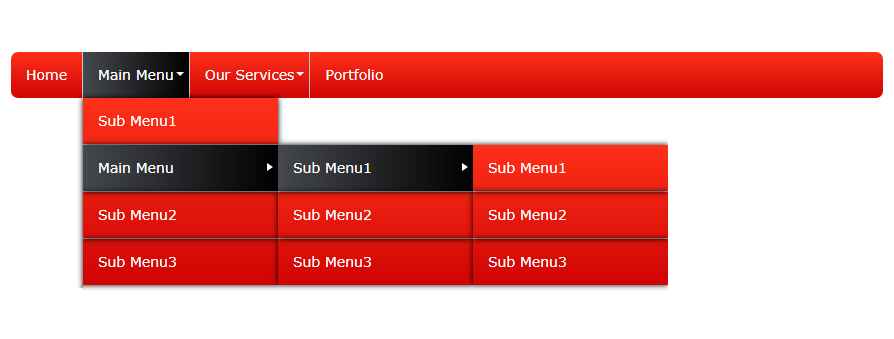 Home
Main Menu
Our Services
Portfolio
Sub Menu1
Main Menu
Sub Menu1
Sub Menu1
Sub Menu2
Sub Menu2
Sub Menu2
Sub Menu3
Sub Menu3
Sub Menu3